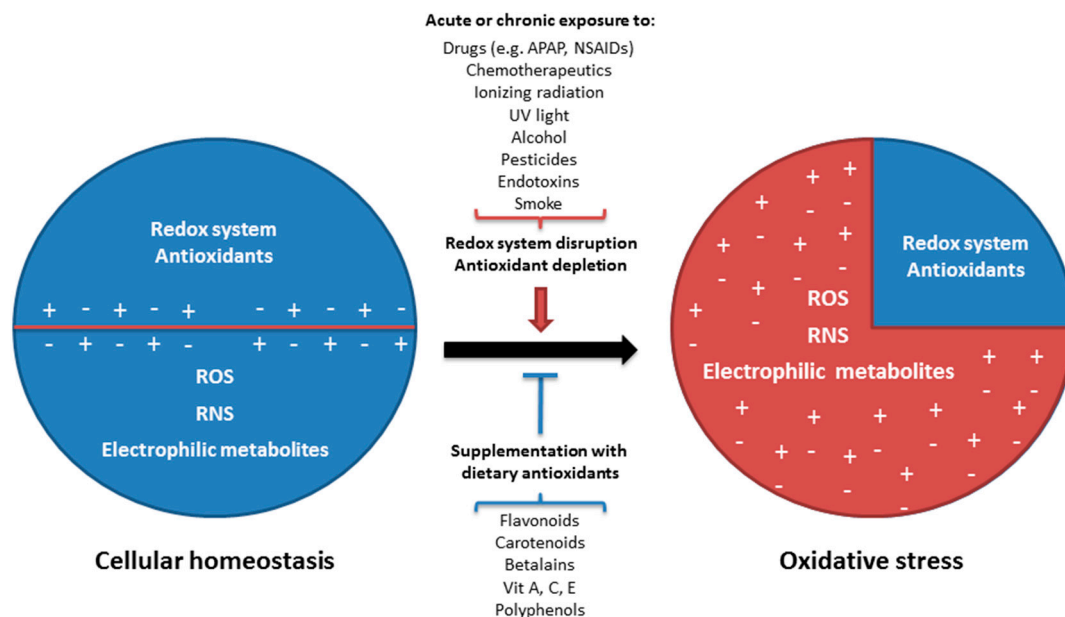 Acute or chronic exposure to:
Drugs (e.g. APAP, NSAIDs)
Chemotherapeutics
Ionizing radiation
UV light
Alcohol
Pesticides
Endotoxins
Smoke
Redox system disruption
Antioxidant depletion
Redox system
Antioxidants
+ - + - + - + - + -
- + - + - + - + - +
ROS
RNS
Electrophilic metabolites
Cellular homeostasis
Supplementation with
dietary antioxidants
Flavonoids
Carotenoids
Betalains
Vit A, C, E
Polyphenols
Redox system
Antioxidants
ROS
RNS
Electrophilic metabolites
Oxidative stress